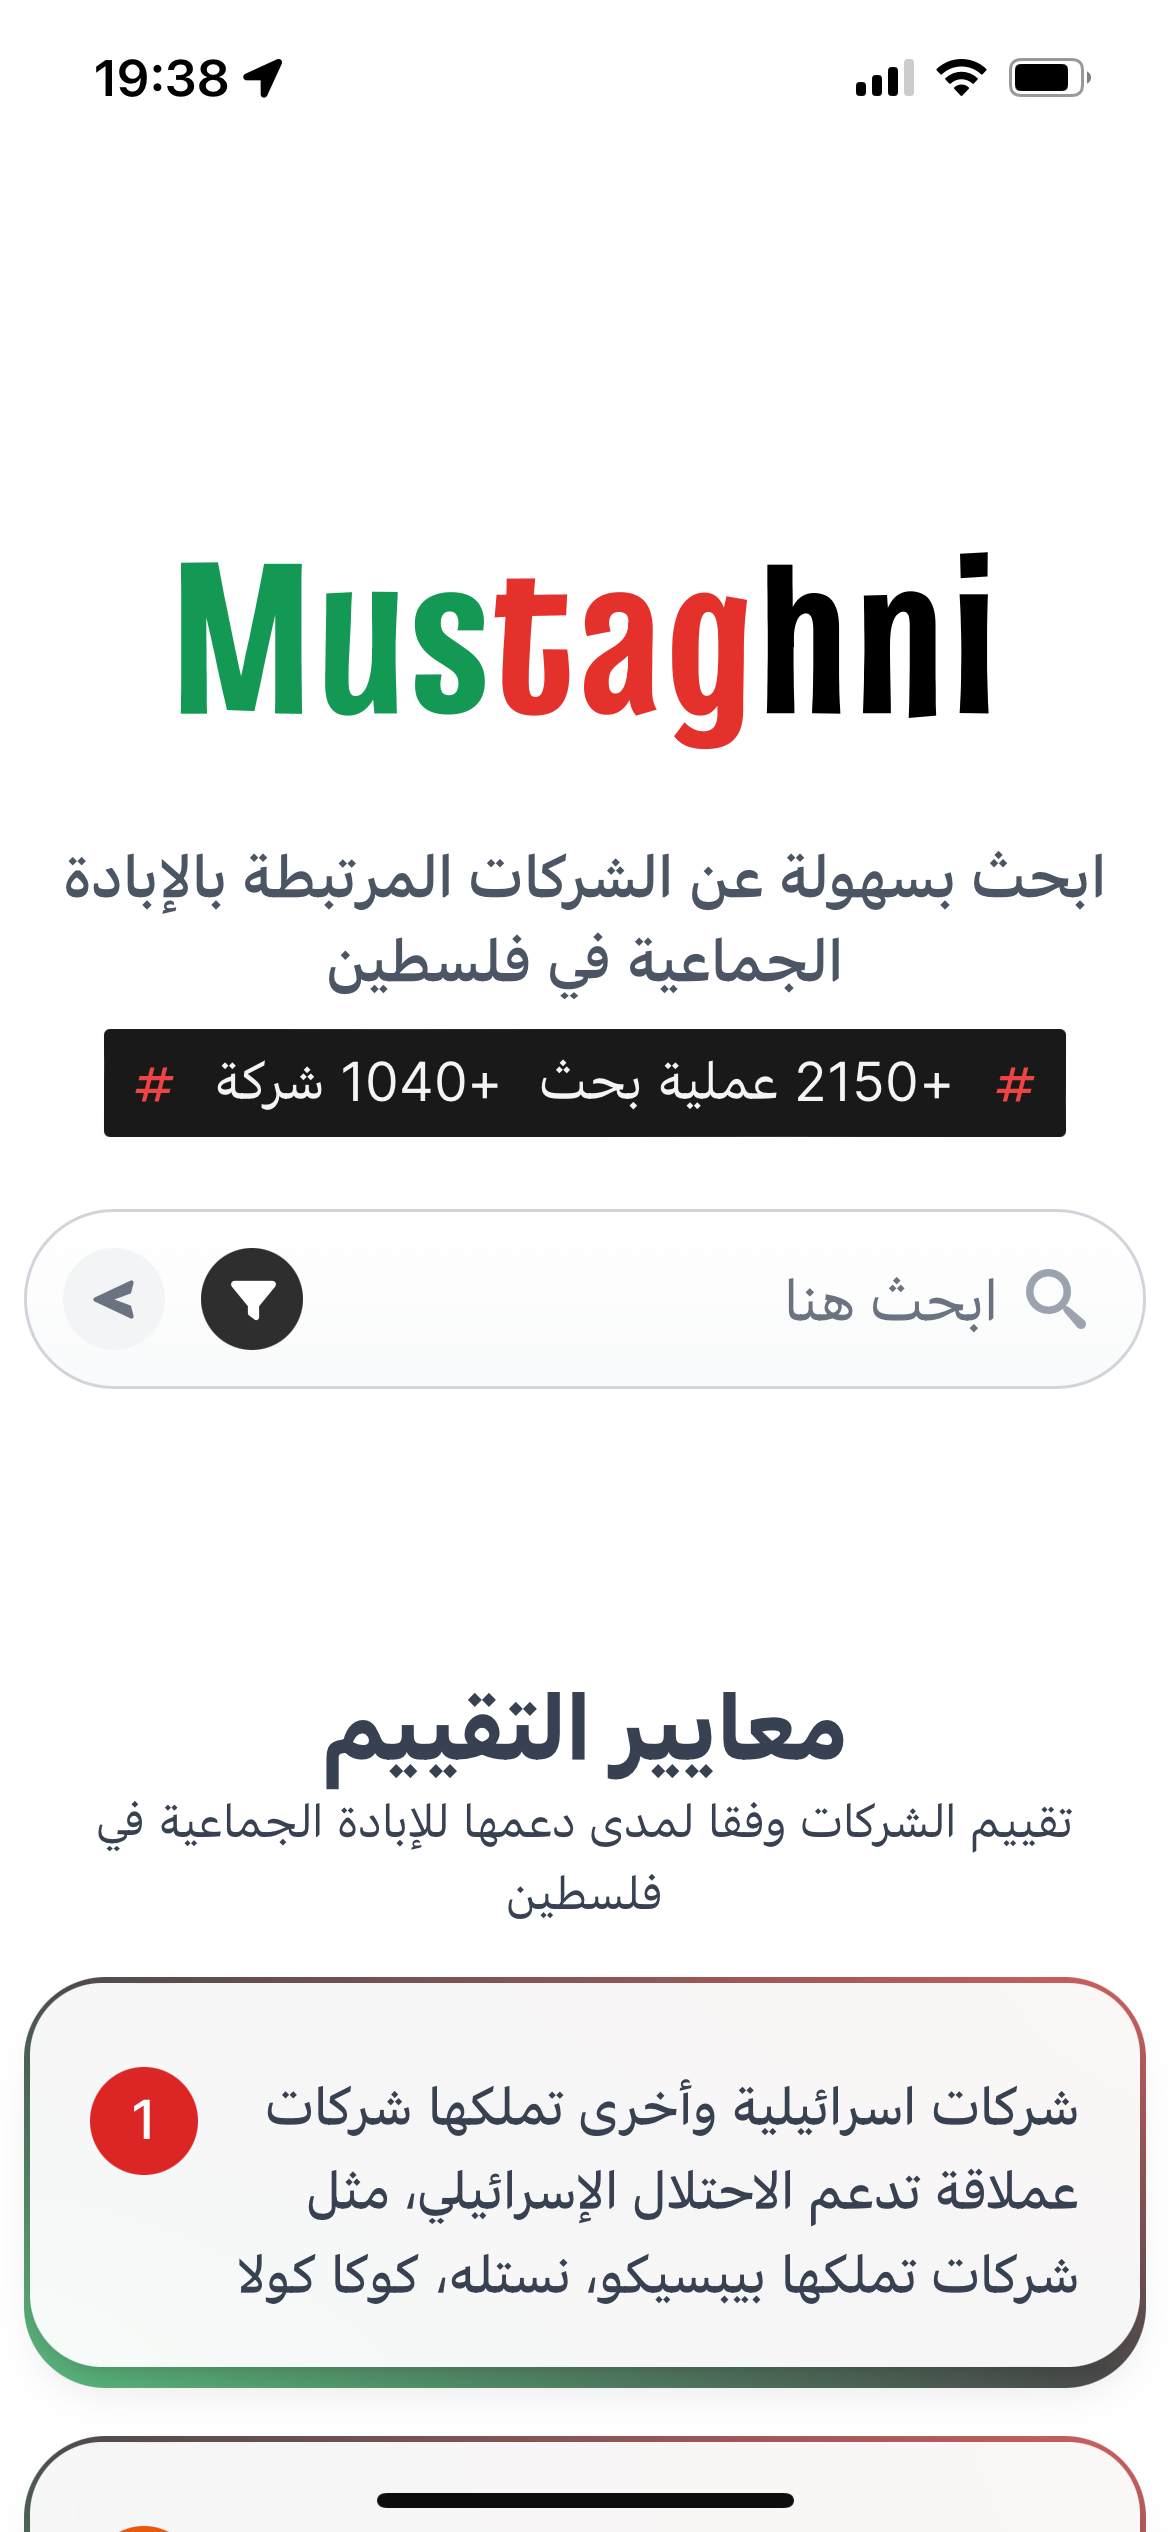 19:38
Mustaghni
ابحث بسهولة عن الشركات المرتبطة بالإبادة
الجماعية في فلسطين
# +2150 عملية بحث +1040 شركة #
ابحث هنا
معايير التقييم
تقييم الشركات وفقا لمدى دعمها للإبادة الجماعية في
فلسطين
شركات اسرائيلية وأخرى تملكها شركات
1
عملاقة تدعم الاحتلال الإسرائيلي، مثل
شركات تملكها بيبسيكو، نستله، كوكا كولا